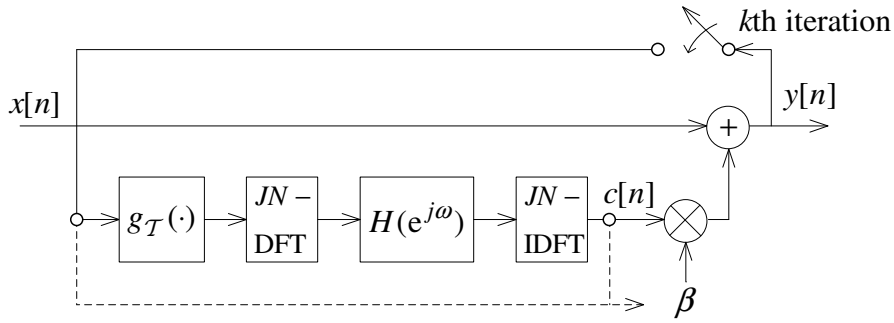 kth iteration
x[n]
y[n]
+
g_𝒯(·)
JN –
DFT
H(e^{jω})
JN –
IDFT
c[n]
β